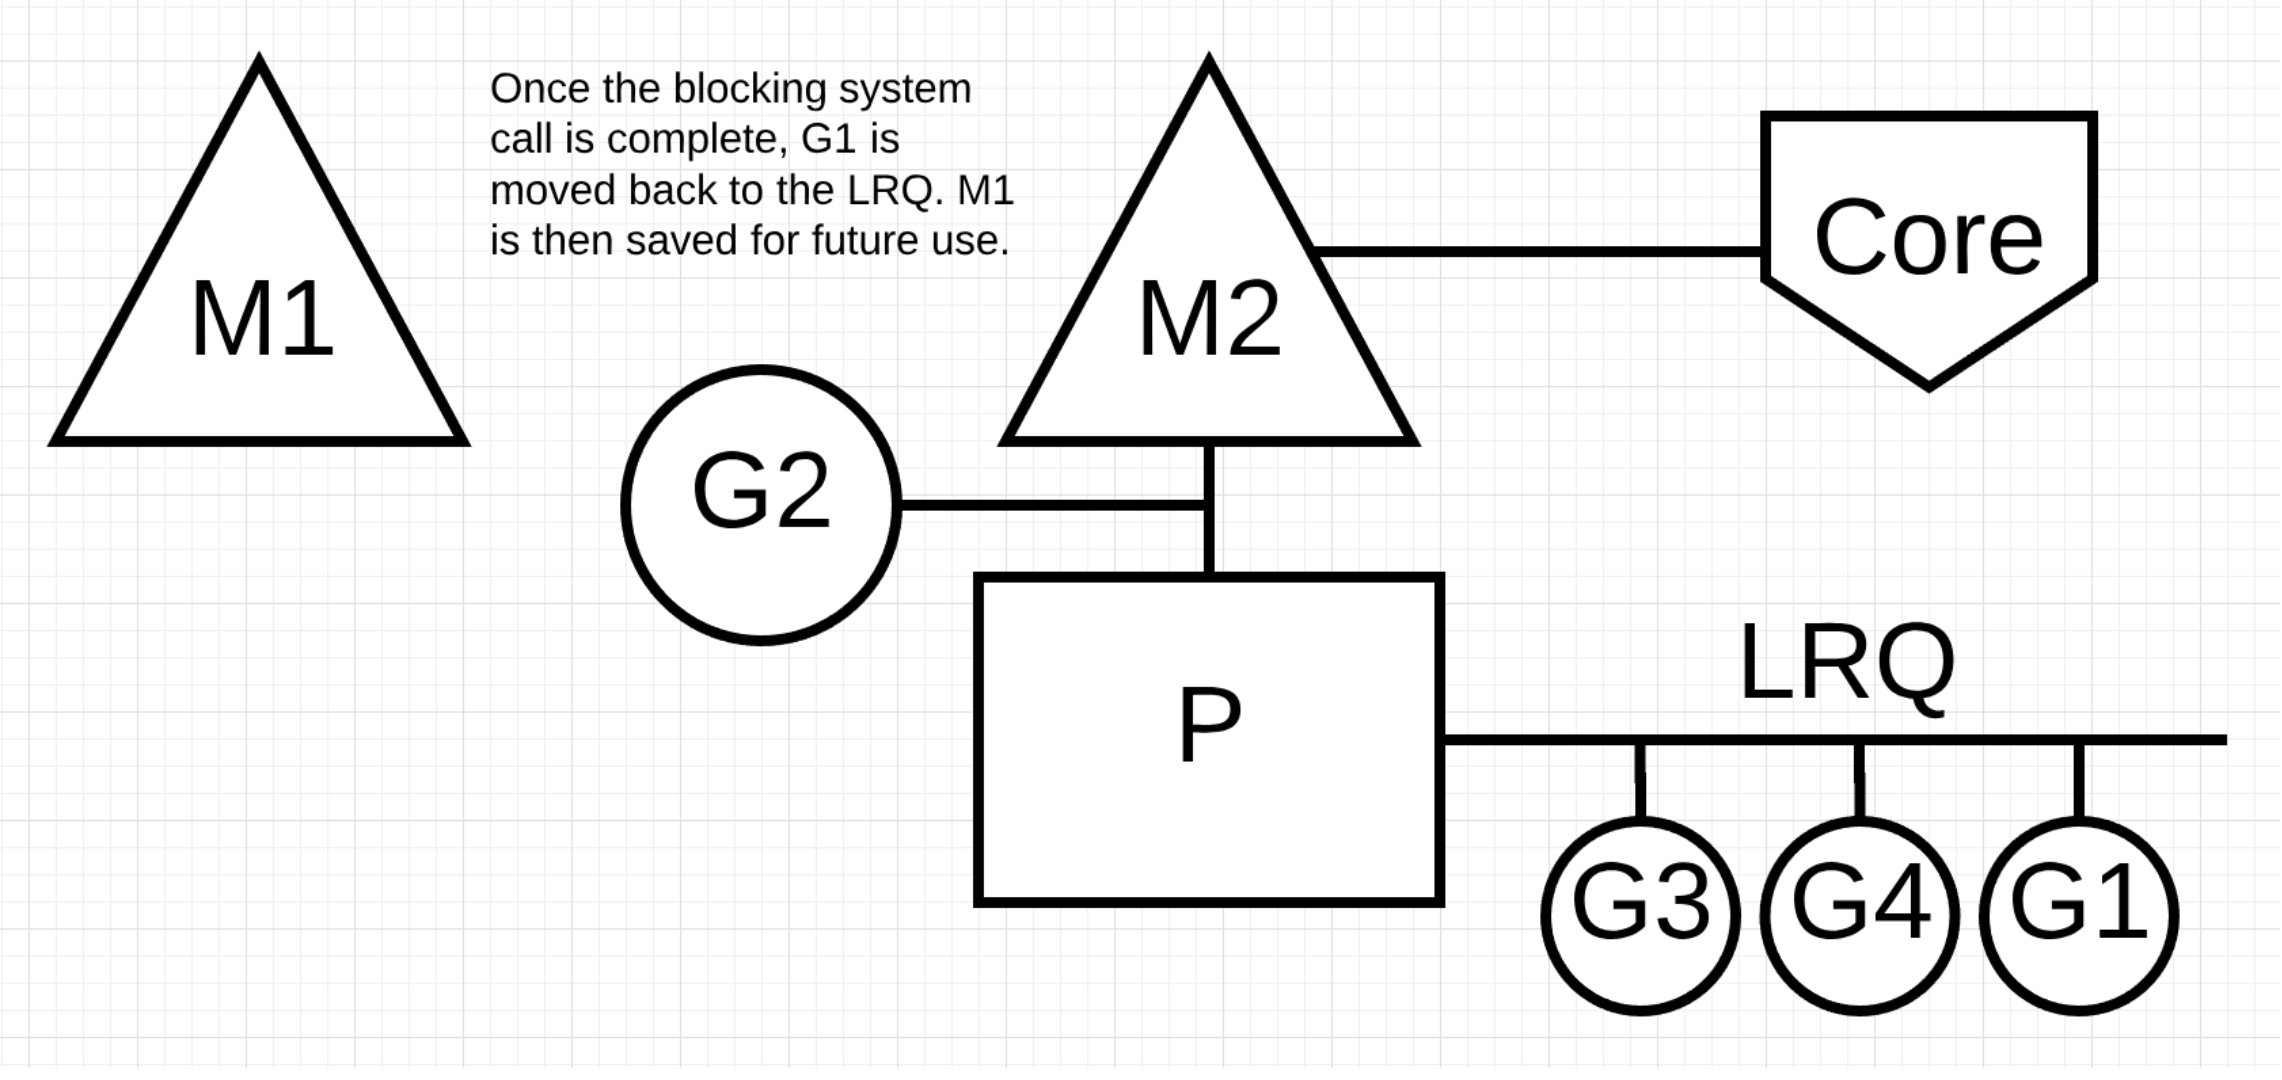 Once the blocking system
call is complete, G1 is
moved back to the LRQ. M1
is then saved for future use.
M1
M2
Core
G2
P
LRQ
G3
G4
G1